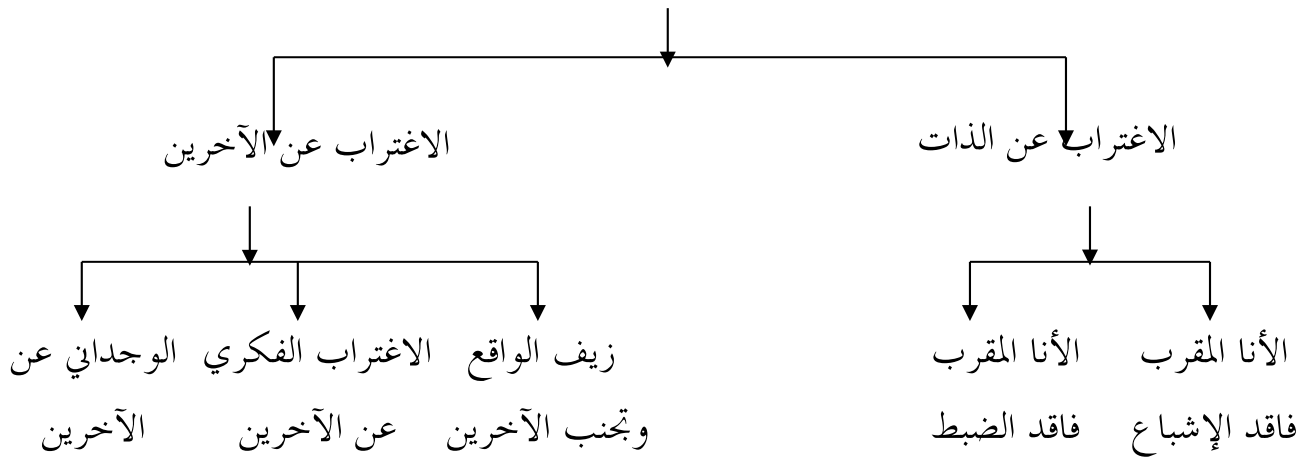 الاغتراب عن الذات
الاغتراب عن الآخرين
الأنا المقرب
فاقد الإشباع
الأنا المقرب
فاقد الضبط
زيف الواقع
وتجنب الآخرين
الاغتراب الفكري
عن الآخرين
الوجداني عن
الآخرين